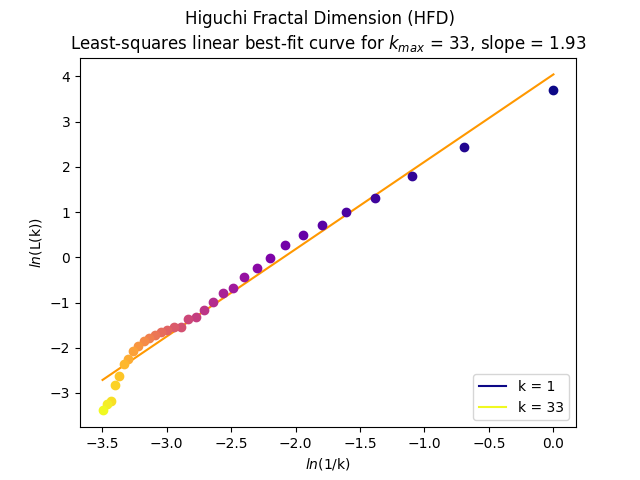 Higuchi Fractal Dimension (HFD)
Least-squares linear best-fit curve for k_max = 33, slope = 1.93
4
3
2
1
0
−1
−2
−3
ln(L(k))
k = 1
k = 33
−3.5 −3.0 −2.5 −2.0 −1.5 −1.0 −0.5 0.0
ln(1/k)